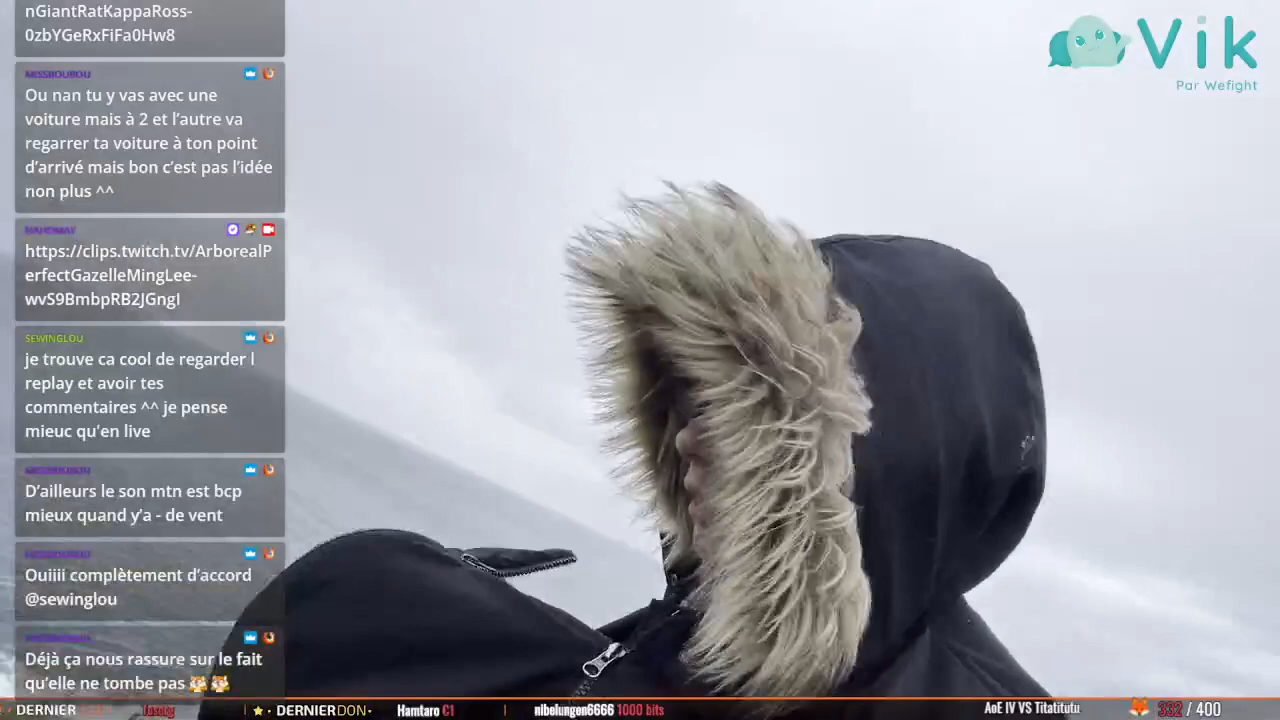 nGiantRatKappaRoss-
0zbYGeRxFiFa0Hw8
Ou nan tu y vas avec une
voiture mais à 2 et l'autre va
regarrer ta voiture à ton point
d'arrivé mais bon c'est pas l'idée
non plus ^^
https://clips.twitch.tv/ArborealP
erfectGazelleMingLee-
wvS9BmbpRB2JGngI
SEWINGLOU
je trouve ca cool de regarder l
replay et avoir tes
commentaires ^^ je pense
mieuc qu'en live
D'ailleurs le son mtn est bcp
mieux quand y'a - de vent
Ouiiii complètement d'accord
@sewinglou
Déjà ça nous rassure sur le fait
qu'elle ne tombe pas
Vik
Par Wefight
DERNIER
DERNIER DON
Hamtaro C1
nibelungen6666 1000 bits
AoE IV VS Titatitutu
332 / 400